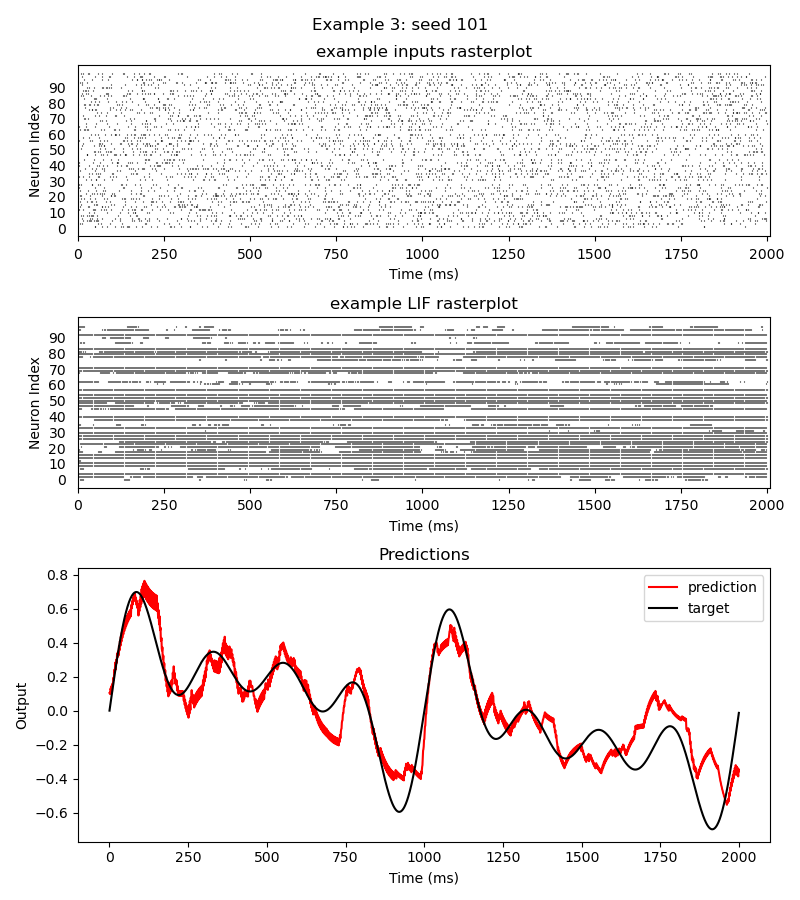 Example 3: seed 101
example inputs rasterplot
Neuron Index
90
80
70
60
50
40
30
20
10
0
0 250 500 750 1000 1250 1500 1750 2000
Time (ms)
example LIF rasterplot
Neuron Index
90
80
70
60
50
40
30
20
10
0
0 250 500 750 1000 1250 1500 1750 2000
Time (ms)
Predictions
Output
0.8
0.6
0.4
0.2
0.0
−0.2
−0.4
−0.6
prediction
target
0 250 500 750 1000 1250 1500 1750 2000
Time (ms)